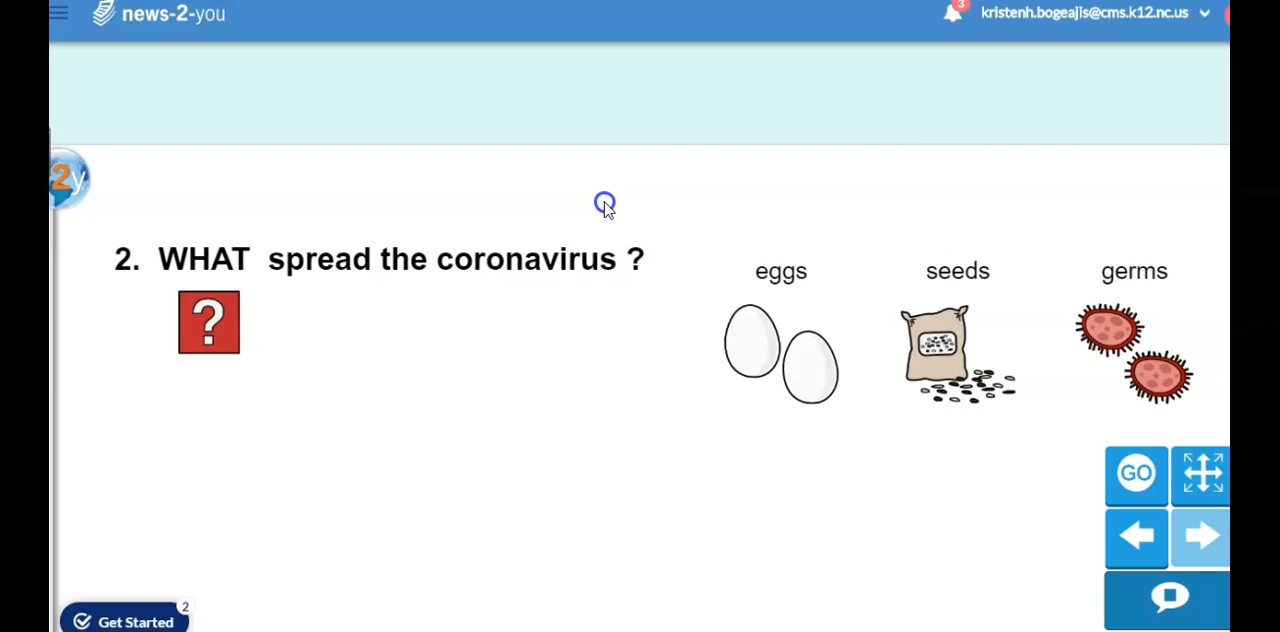 news-2-you
3
kristenh.bogeajis@cms.k12.nc.us
2y
2. WHAT spread the coronavirus ?
?
eggs
seeds
germs
GO
Get Started
2